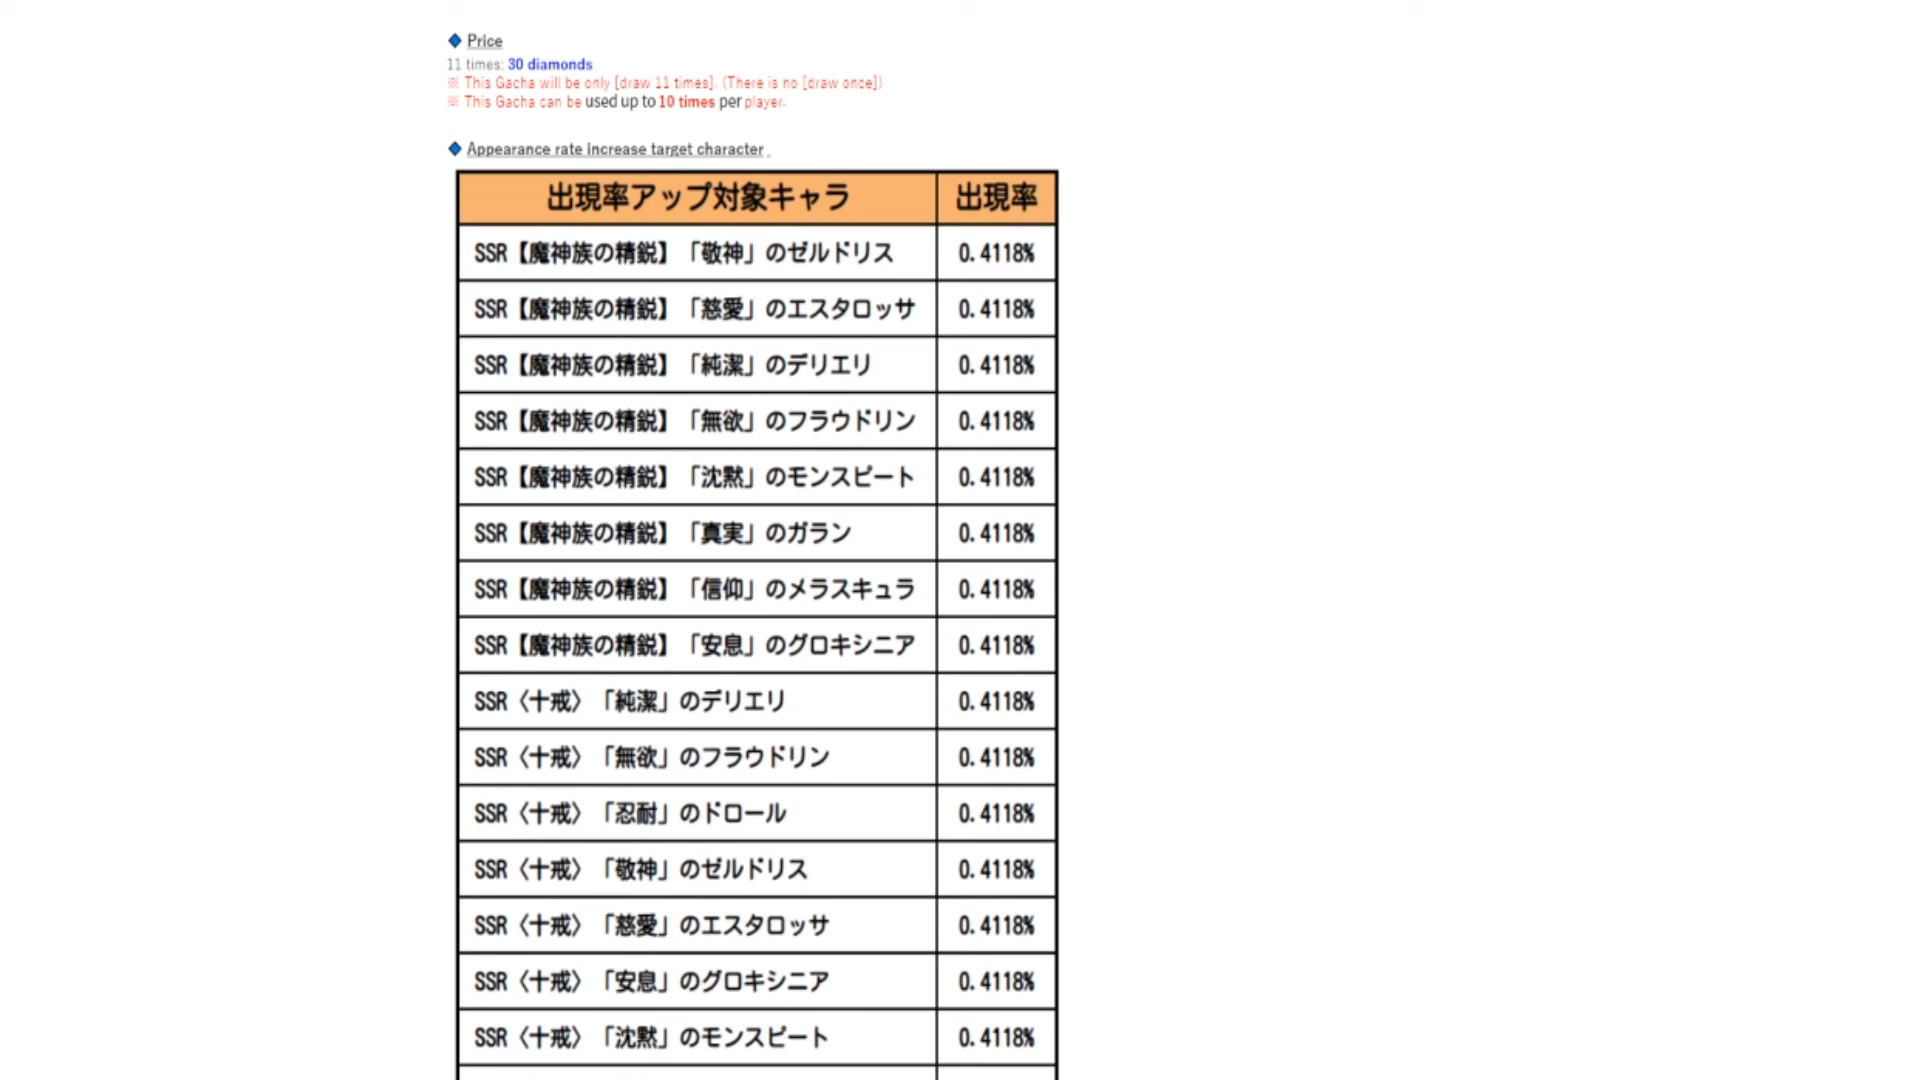 Price
11 times: 30 diamonds
※ This Gacha will be only [draw 11 times]. (There is no [draw once])
※ This Gacha can be used up to 10 times per player.
Appearance rate increase target character
出現率アップ対象キャラ 出現率
SSR【魔神族の精鋭】「敬神」のゼルドリス 0.4118%
SSR【魔神族の精鋭】「慈愛」のエスタロッサ 0.4118%
SSR【魔神族の精鋭】「純潔」のデリエリ 0.4118%
SSR【魔神族の精鋭】「無欲」のフラウドリン 0.4118%
SSR【魔神族の精鋭】「沈黙」のモンスピート 0.4118%
SSR【魔神族の精鋭】「真実」のガラン 0.4118%
SSR【魔神族の精鋭】「信仰」のメラスキュラ 0.4118%
SSR【魔神族の精鋭】「安息」のグロキシニア 0.4118%
SSR〈十戒〉「純潔」のデリエリ 0.4118%
SSR〈十戒〉「無欲」のフラウドリン 0.4118%
SSR〈十戒〉「忍耐」のドロール 0.4118%
SSR〈十戒〉「敬神」のゼルドリス 0.4118%
SSR〈十戒〉「慈愛」のエスタロッサ 0.4118%
SSR〈十戒〉「安息」のグロキシニア 0.4118%
SSR〈十戒〉「沈黙」のモンスピート 0.4118%